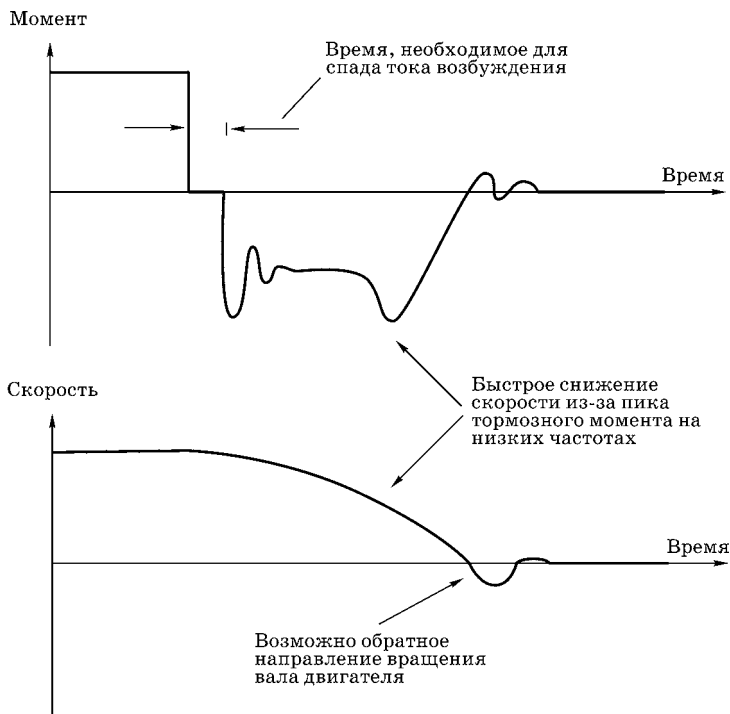 Момент
Время, необходимое для
спада тока возбуждения
Время
Скорость
Быстрое снижение
скорости из-за пика
тормозного момента на
низких частотах
Время
Возможно обратное
направление вращения
вала двигателя